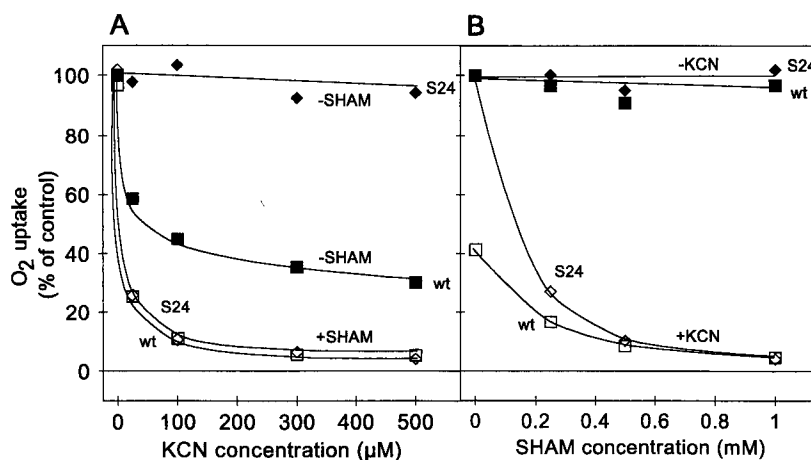 A
B
O2 uptake
(% of control)
100
80
60
40
20
0
-SHAM
S24
-SHAM
wt
S24
wt
+SHAM
0
100
300
500
KCN concentration (µM)
-KCN
S24
wt
S24
wt
+KCN
0
0.2
0.4
0.6
0.8
1
SHAM concentration (mM)